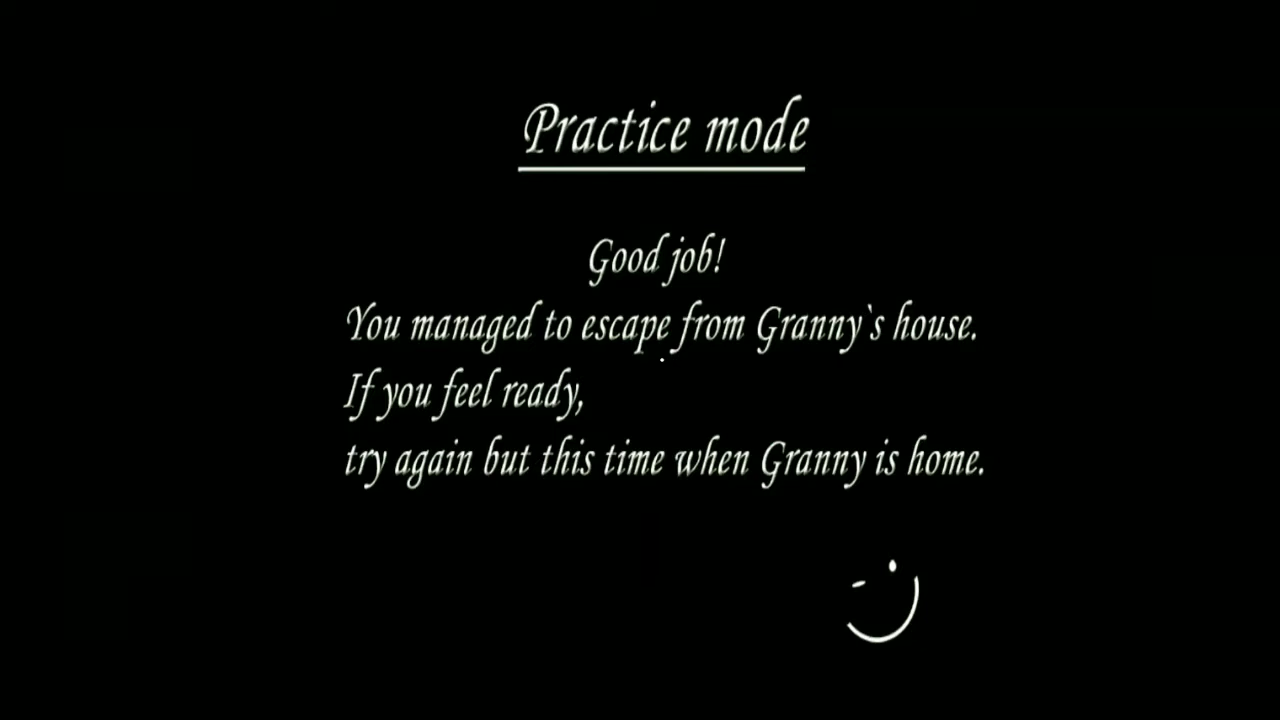 Practice mode
Good job!
You managed to escape from Granny`s house.
If you feel ready,
try again but this time when Granny is home.